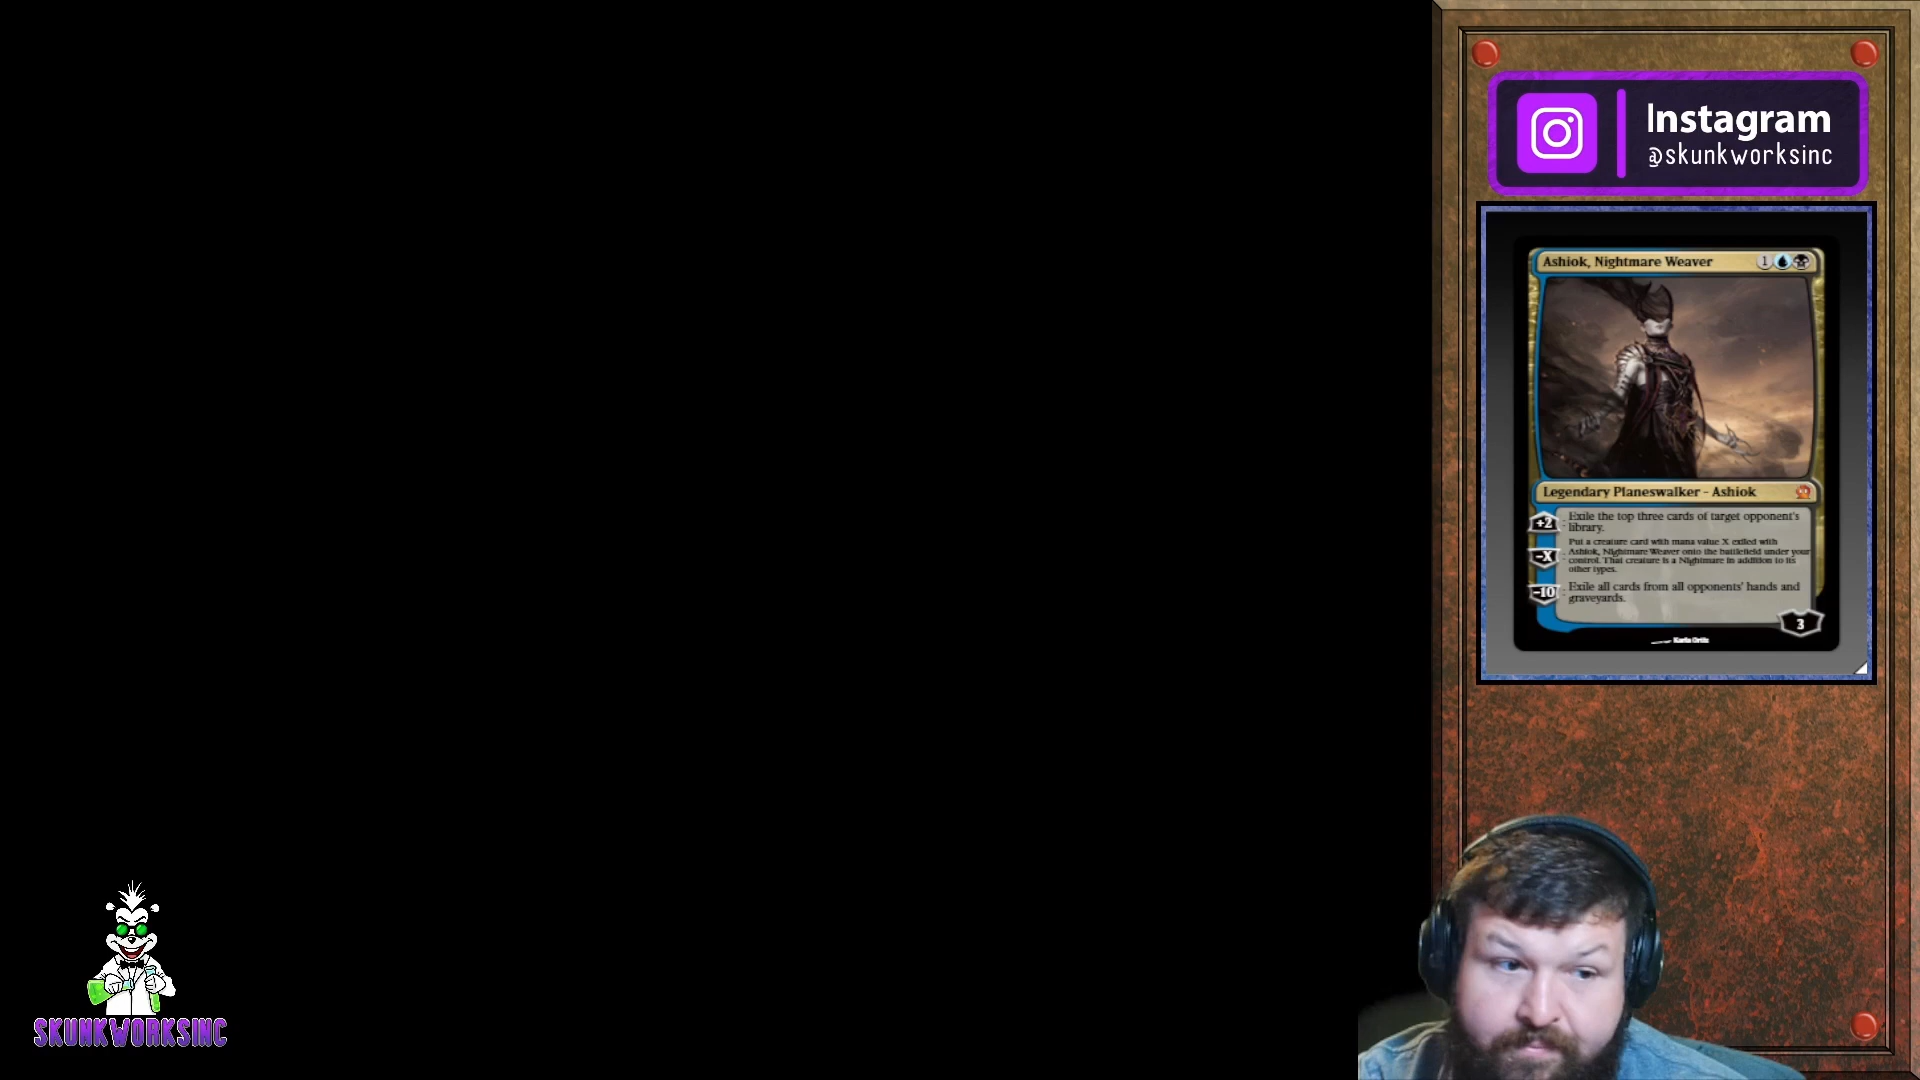 Instagram
@skunkworksinc
Ashiok, Nightmare Weaver 1
Legendary Planeswalker - Ashiok
+2 : Exile the top three cards of target opponent's
library.
Put a creature card with mana value X exiled with
-X : Ashiok, Nightmare Weaver onto the battlefield under your
control. That creature is a Nightmare in addition to its
other types.
-10 : Exile all cards from all opponents' hands and
graveyards.
3
Karla Ortiz
SKUNKWORKSINC